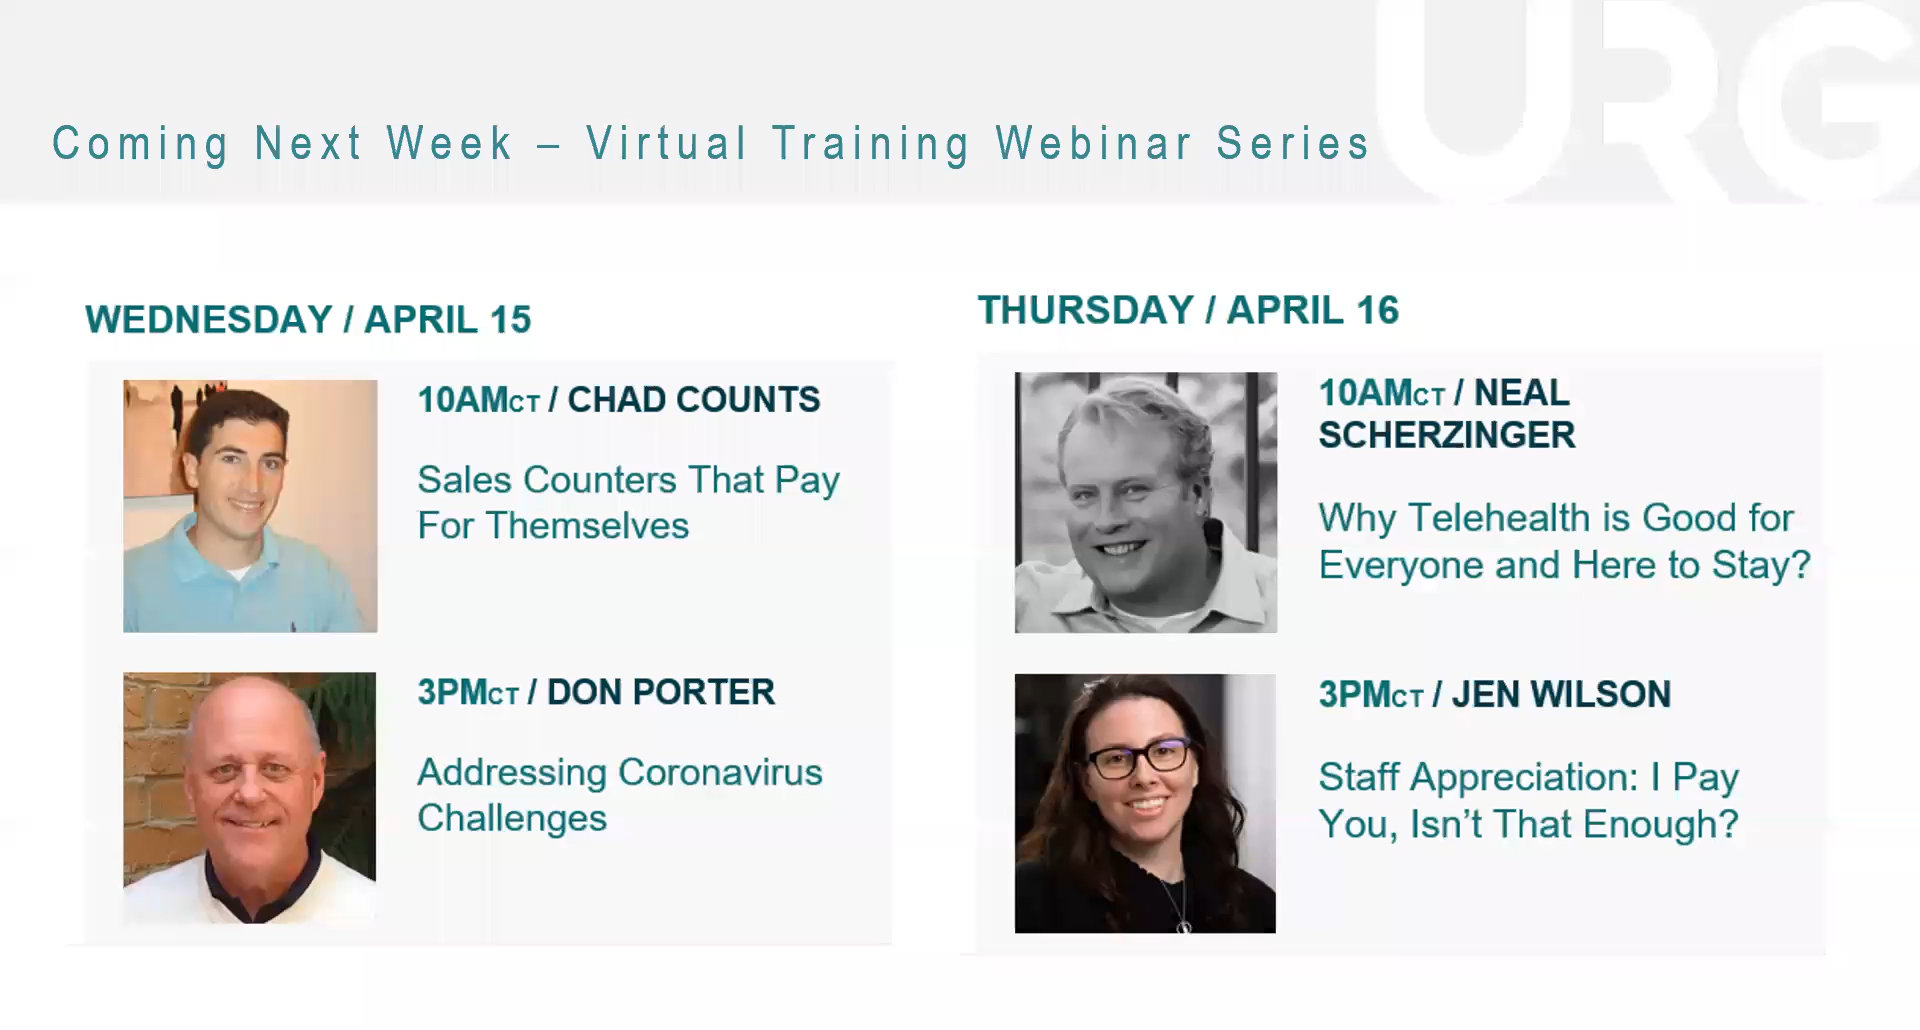 URG
Coming Next Week – Virtual Training Webinar Series
WEDNESDAY / APRIL 15
10AMCT / CHAD COUNTS
Sales Counters That Pay
For Themselves
3PMCT / DON PORTER
Addressing Coronavirus
Challenges
THURSDAY / APRIL 16
10AMCT / NEAL
SCHERZINGER
Why Telehealth is Good for
Everyone and Here to Stay?
3PMCT / JEN WILSON
Staff Appreciation: I Pay
You, Isn't That Enough?